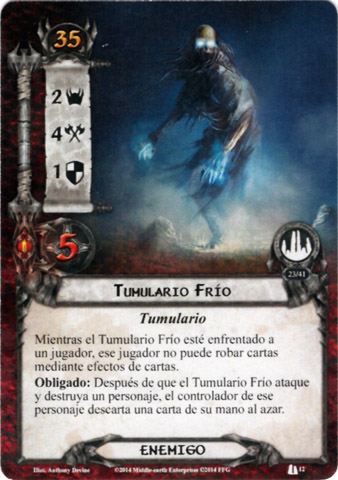 35
2
4
1
5
23/41
Tumulario Frío
Tumulario
Mientras el Tumulario Frío esté enfrentado a
un jugador, ese jugador no puede robar cartas
mediante efectos de cartas.
Obligado: Después de que el Tumulario Frío ataque
y destruya un personaje, el controlador de ese
personaje descarta una carta de su mano al azar.
ENEMIGO
Ilus. Anthony Devine ©2014 Middle-earth Enterprises ©2014 FFG 12